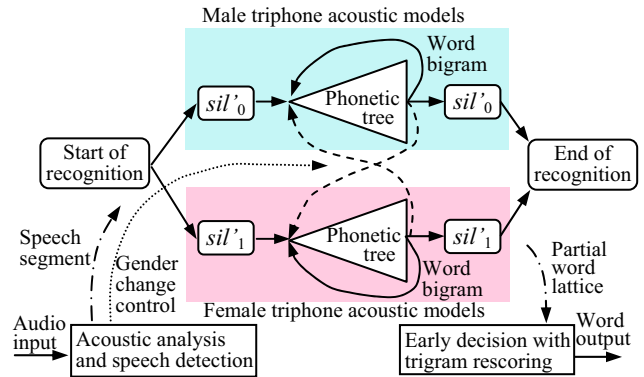 Male triphone acoustic models
Word
bigram
sil’0
Phonetic
tree
sil’0
Start of
recognition
End of
recognition
sil’1
Phonetic
tree
sil’1
Speech
segment
Gender
change
control
Word
bigram
Partial
word
lattice
Female triphone acoustic models
Audio
input
Acoustic analysis
and speech detection
Early decision with
trigram rescoring
Word
output